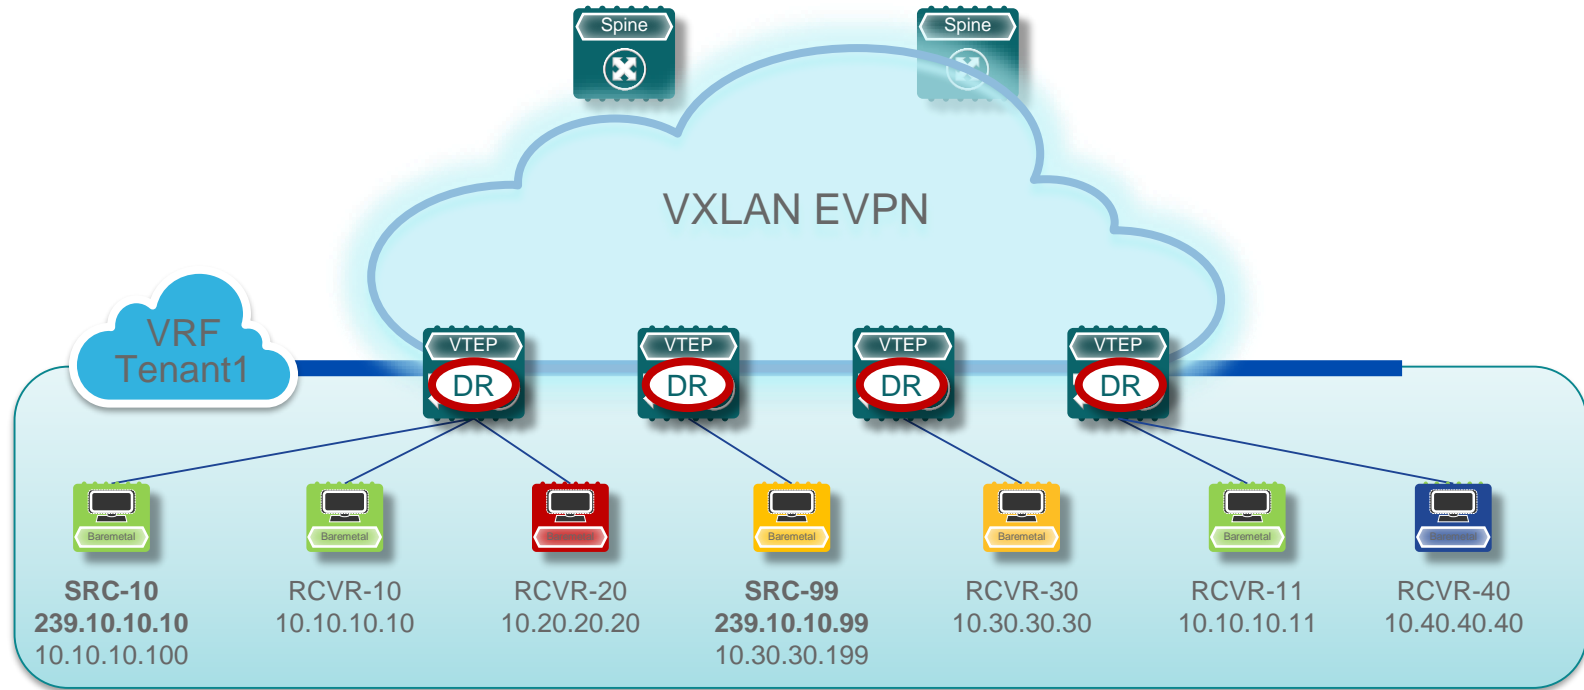 Spine
Spine
VXLAN EVPN
VRF
Tenant1
VTEP
DR
VTEP
DR
VTEP
DR
VTEP
DR
Baremetal
Baremetal
Baremetal
Baremetal
Baremetal
Baremetal
Baremetal
SRC-10
239.10.10.10
10.10.10.100
RCVR-10
10.10.10.10
RCVR-20
10.20.20.20
SRC-99
239.10.10.99
10.30.30.199
RCVR-30
10.30.30.30
RCVR-11
10.10.10.11
RCVR-40
10.40.40.40